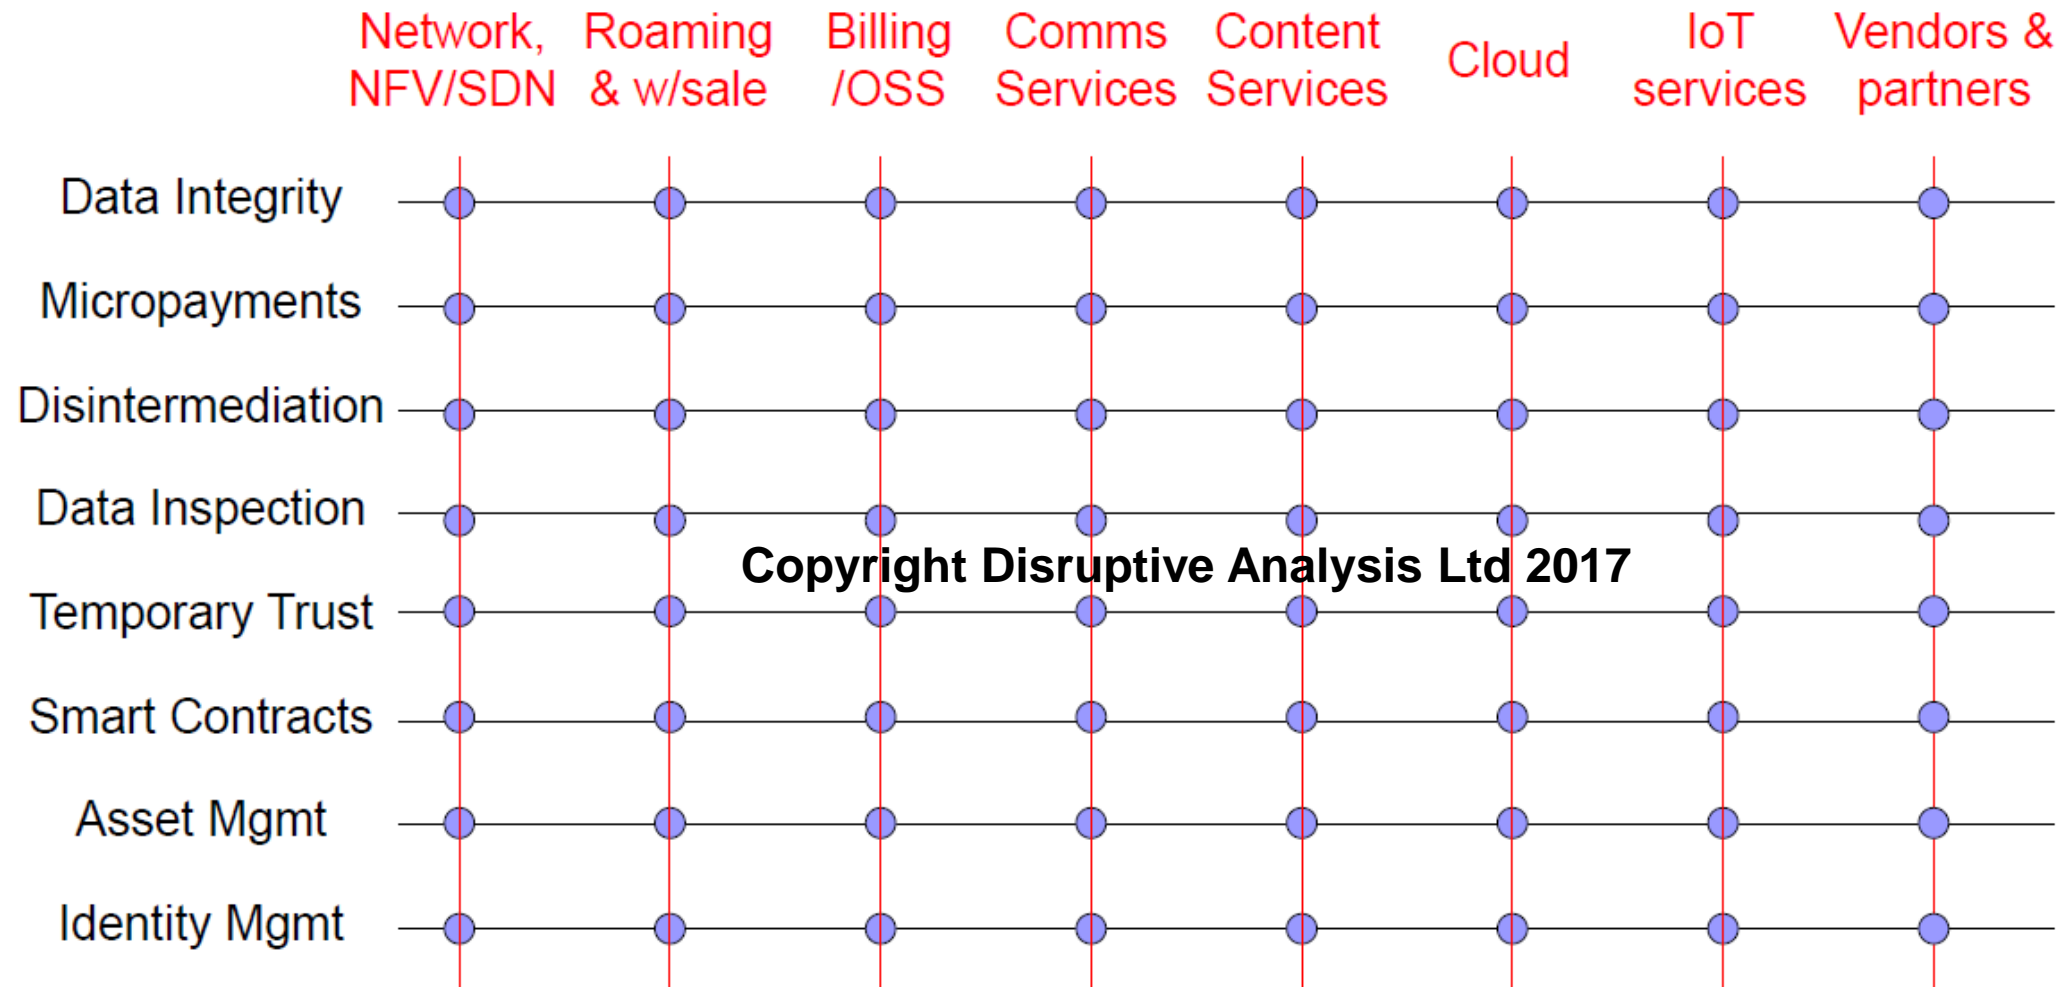 Network,
NFV/SDN
Roaming
& w/sale
Billing
/OSS
Comms
Services
Content
Services
Cloud
IoT
services
Vendors &
partners
Data Integrity
Micropayments
Disintermediation
Data Inspection
Copyright Disruptive Analysis Ltd 2017
Temporary Trust
Smart Contracts
Asset Mgmt
Identity Mgmt